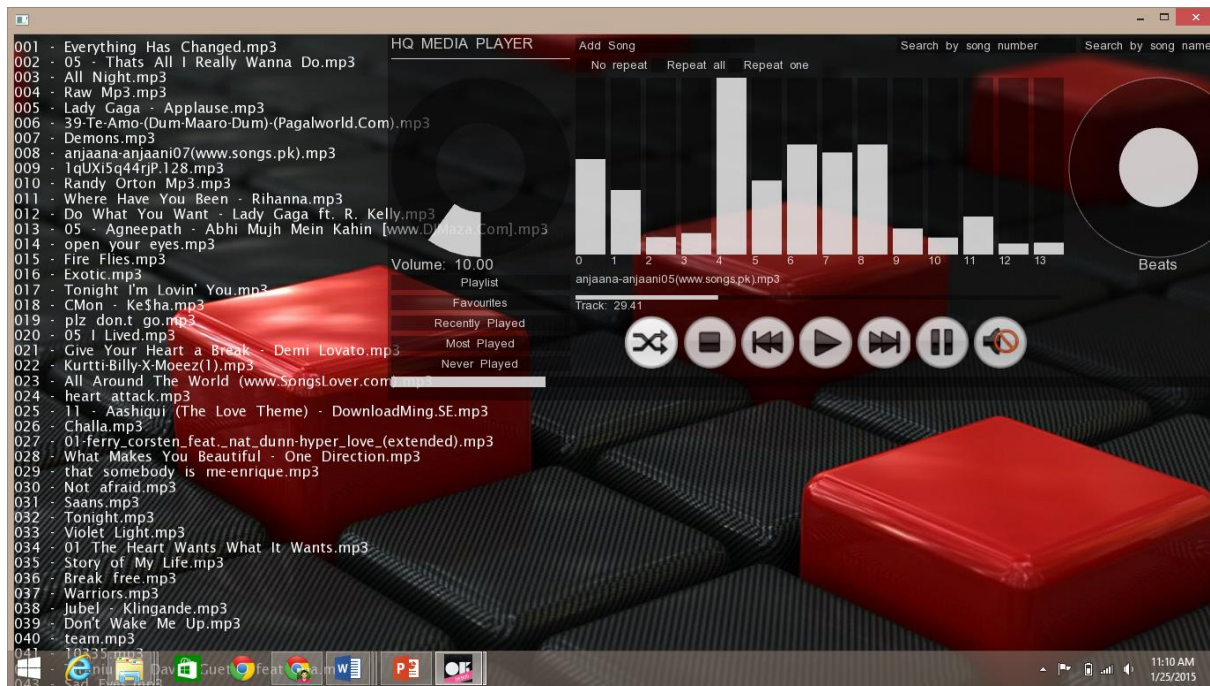 001 - Everything Has Changed.mp3
002 - 05 - Thats All I Really Wanna Do.mp3
003 - All Night.mp3
004 - Raw Mp3.mp3
005 - Lady Gaga - Applause.mp3
006 - 39-Te-Amo-(Dum-Maaro-Dum)-(Pagalworld.Com).mp3
007 - Demons.mp3
008 - anjaana-anjaani07(www.songs.pk).mp3
009 - 1qUXi5q44rjP.128.mp3
010 - Randy Orton Mp3.mp3
011 - Where Have You Been - Rihanna.mp3
012 - Do What You Want - Lady Gaga ft. R. Kelly.mp3
013 - 05 - Agneepath - Abhi Mujh Mein Kahin [www.DJMaza.Com].mp3
014 - open your eyes.mp3
015 - Fire Flies.mp3
016 - Exotic.mp3
017 - Tonight I'm Lovin' You.mp3
018 - CMon - Ke$ha.mp3
019 - plz don.t go.mp3
020 - 05 I Lived.mp3
021 - Give Your Heart a Break - Demi Lovato.mp3
022 - Kurtti-Billy-X-Moeez(1).mp3
023 - All Around The World (www.SongsLover.com).mp3
024 - heart attack.mp3
025 - 11 - Aashiqui (The Love Theme) - DownloadMing.SE.mp3
026 - Challa.mp3
027 - 01-ferry_corsten_feat._nat_dunn-hyper_love_(extended).mp3
028 - What Makes You Beautiful - One Direction.mp3
029 - that somebody is me-enrique.mp3
030 - Not afraid.mp3
031 - Saans.mp3
032 - Tonight.mp3
033 - Violet Light.mp3
034 - 01 The Heart Wants What It Wants.mp3
035 - Story of My Life.mp3
036 - Break free.mp3
037 - Warriors.mp3
038 - Jubel - Klingande.mp3
039 - Don't Wake Me Up.mp3
040 - team.mp3
041 - 10335.mp3
043 - Sad Eyes.mp3
HQ MEDIA PLAYER
Volume: 10.00
Playlist
Favourites
Recently Played
Most Played
Never Played
Add Song
Search by song number
Search by song name
No repeat Repeat all Repeat one
0 1 2 3 4 5 6 7 8 9 10 11 12 13
anjaana-anjaani05(www.songs.pk).mp3
Track: 29.41
Beats
11:10 AM
1/25/2015